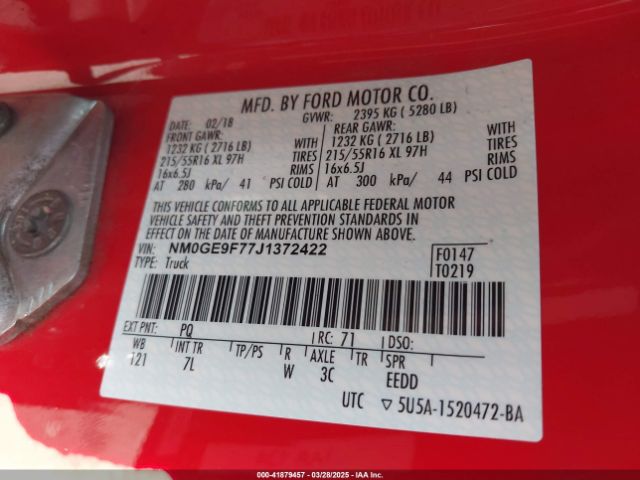 MFD. BY FORD MOTOR CO.
DATE: 02/18 GVWR: 2395 KG ( 5280 LB)
FRONT GAWR: REAR GAWR:
1232 KG ( 2716 LB) WITH 1232 KG ( 2716 LB) WITH
215/55R16 XL 97H TIRES 215/55R16 XL 97H TIRES
16x6.5J RIMS 16x6.5J RIMS
AT 280 kPa/ 41 PSI COLD AT 300 kPa/ 44 PSI COLD
THIS VEHICLE CONFORMS TO ALL APPLICABLE FEDERAL MOTOR
VEHICLE SAFETY AND THEFT PREVENTION STANDARDS IN
EFFECT ON THE DATE OF MANUFACTURE SHOWN ABOVE.
VIN: NM0GE9F77J1372422 F0147
TYPE: Truck T0219
EXT PNT: PQ RC: 71 DSO:
WB INT TR TP/PS R AXLE TR SPR
121 7L W 3C EEDD
UTC ▽ 5U5A-1520472-BA
000-41879457 | 03/28/2025 | IAA, Inc.